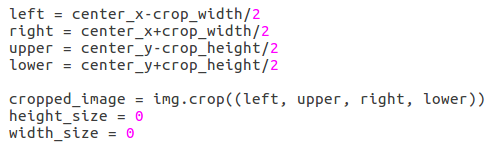 left = center_x-crop_width/2
right = center_x+crop_width/2
upper = center_y-crop_height/2
lower = center_y+crop_height/2
cropped_image = img.crop((left, upper, right, lower))
height_size = 0
width_size = 0